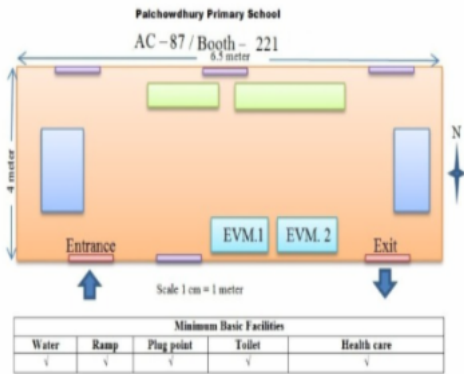 Palchowdhury Primary School
AC - 87 / Booth - 221
6.5 meter
4 meter
N
EVM.1 EVM. 2
Entrance Exit
Scale 1 cm = 1 meter
Minimum Basic Facilities
Water Ramp Plug point Toilet Health care
√ √ √ √ √